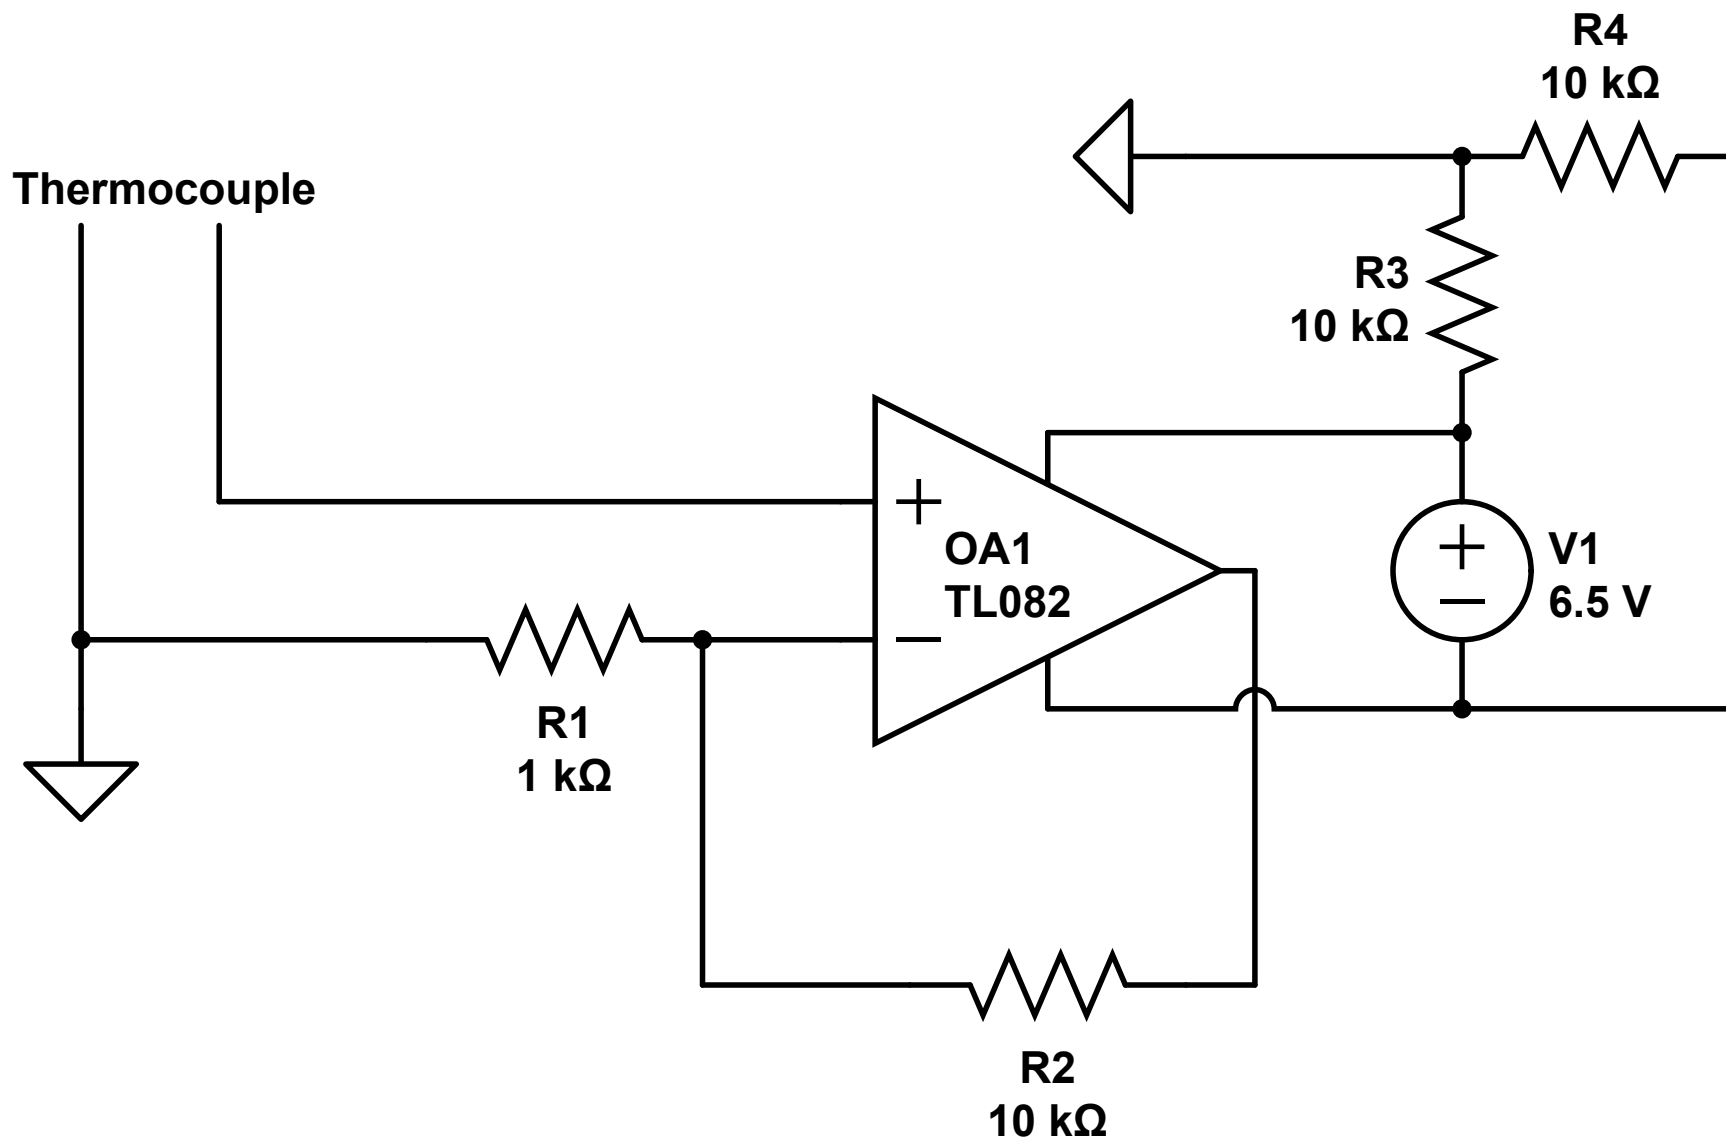 R4
10 kΩ
Thermocouple
R3
10 kΩ
OA1
TL082
V1
6.5 V
R1
1 kΩ
R2
10 kΩ